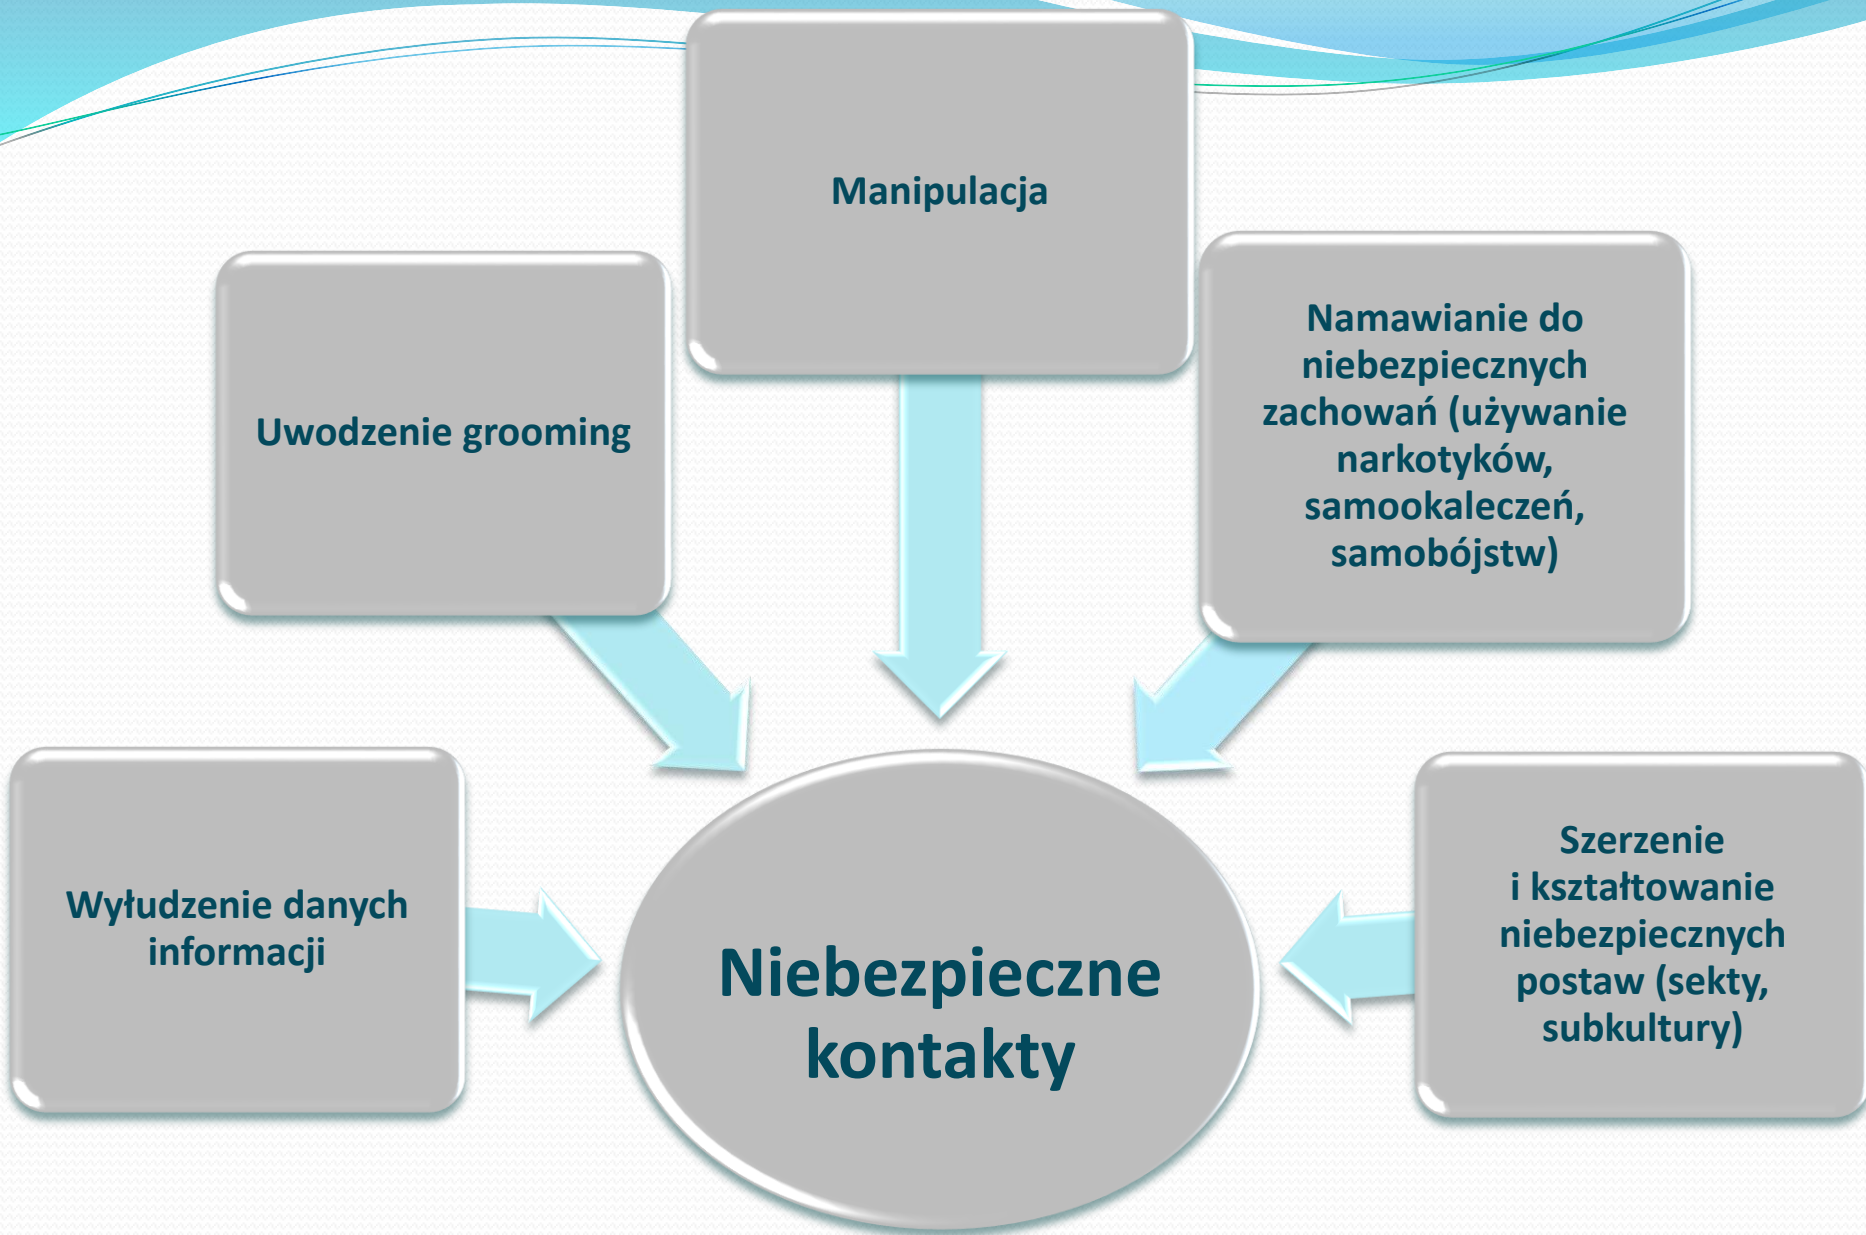 Manipulacja
Uwodzenie grooming
Namawianie do
niebezpiecznych
zachowań (używanie
narkotyków,
samookaleczeń,
samobójstw)
Wyłudzenie danych
informacji
Niebezpieczne
kontakty
Szerzenie
i kształtowanie
niebezpiecznych
postaw (sekty,
subkultury)